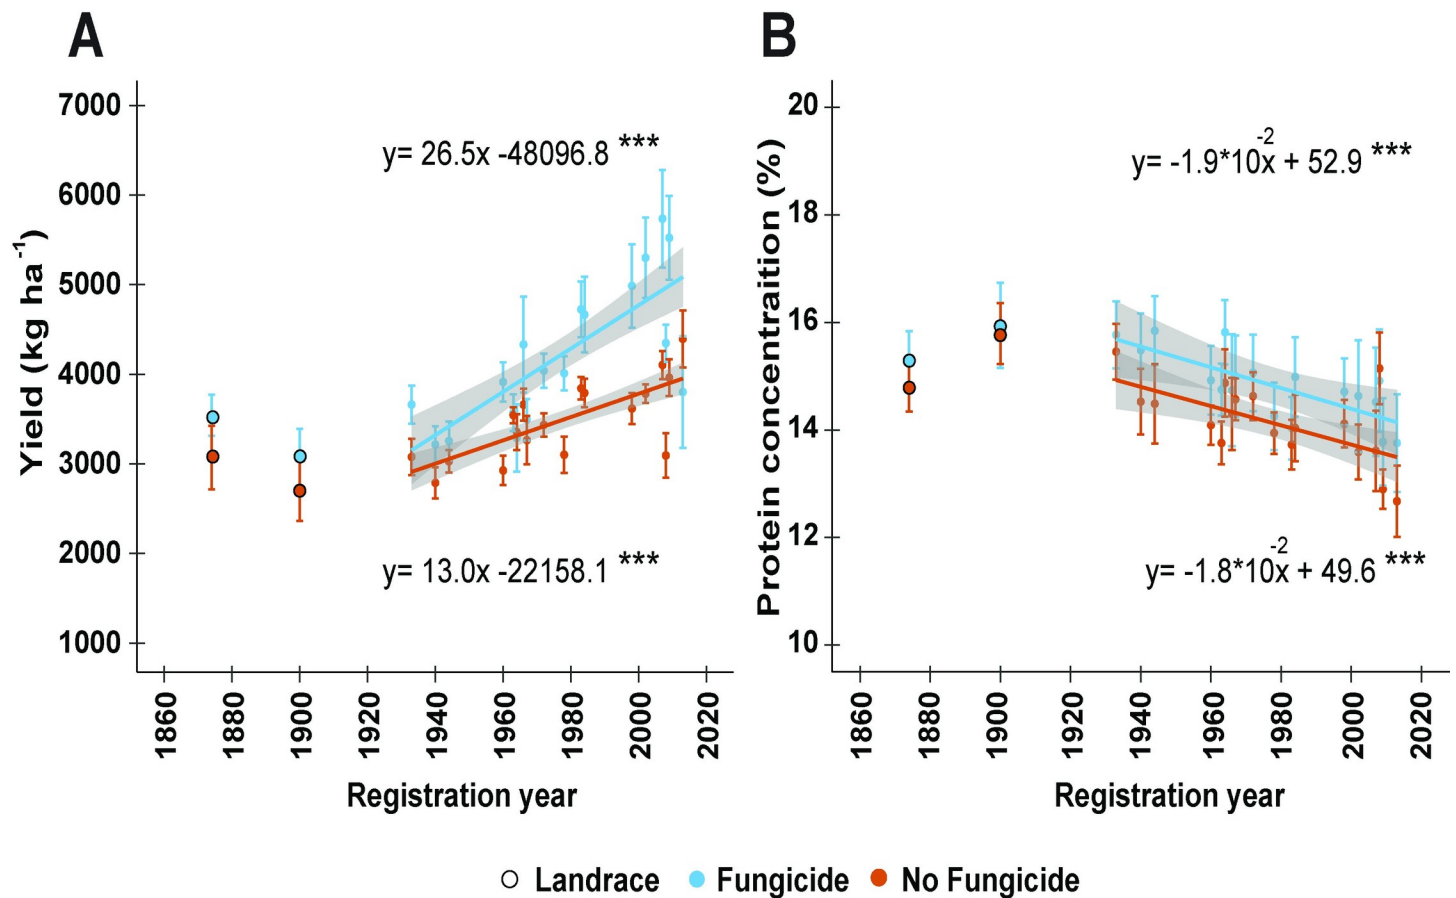 A
7000
6000
5000
4000
3000
2000
1000
Yield (kg ha-1)
y= 26.5x -48096.8 ***
y= 13.0x -22158.1 ***
1860
1880
1900
1920
1940
1960
1980
2000
2020
Registration year
B
20
18
16
14
12
10
Protein concentraition (%)
y= -1.9*10-2x + 52.9 ***
y= -1.8*10-2x + 49.6 ***
1860
1880
1900
1920
1940
1960
1980
2000
2020
Registration year
Landrace Fungicide No Fungicide